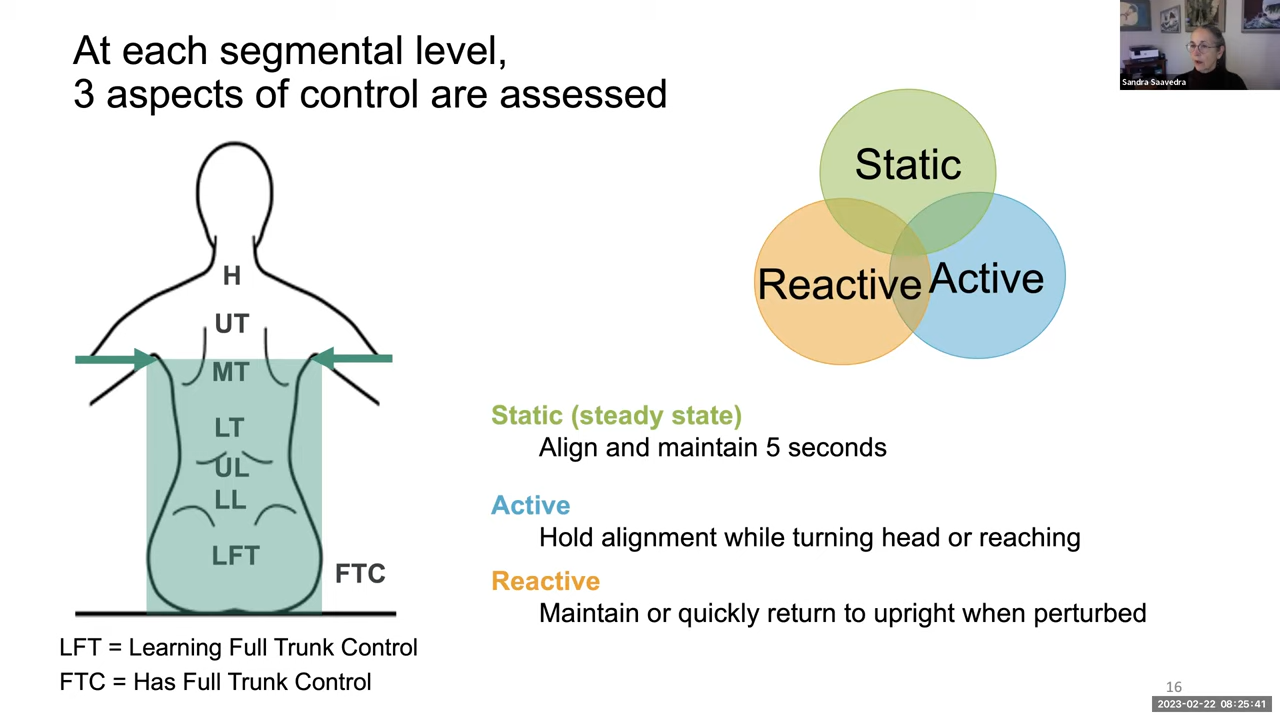 At each segmental level,
3 aspects of control are assessed
Sandra Saavedra
H
UT
MT
LT
UL
LL
LFT
FTC
LFT = Learning Full Trunk Control
FTC = Has Full Trunk Control
Static
Reactive
Active
Static (steady state)
Align and maintain 5 seconds
Active
Hold alignment while turning head or reaching
Reactive
Maintain or quickly return to upright when perturbed
16
2023-02-22 08:25:41